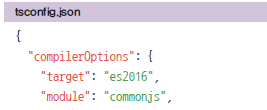 tsconfig.json
{
"compilerOptions": {
"target": "es2016",
"module": "commonjs",